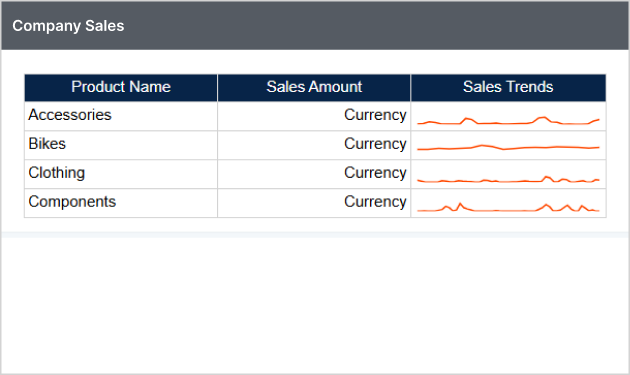 Company Sales
Product Name Sales Amount Sales Trends
Accessories Currency
Bikes Currency
Clothing Currency
Components Currency